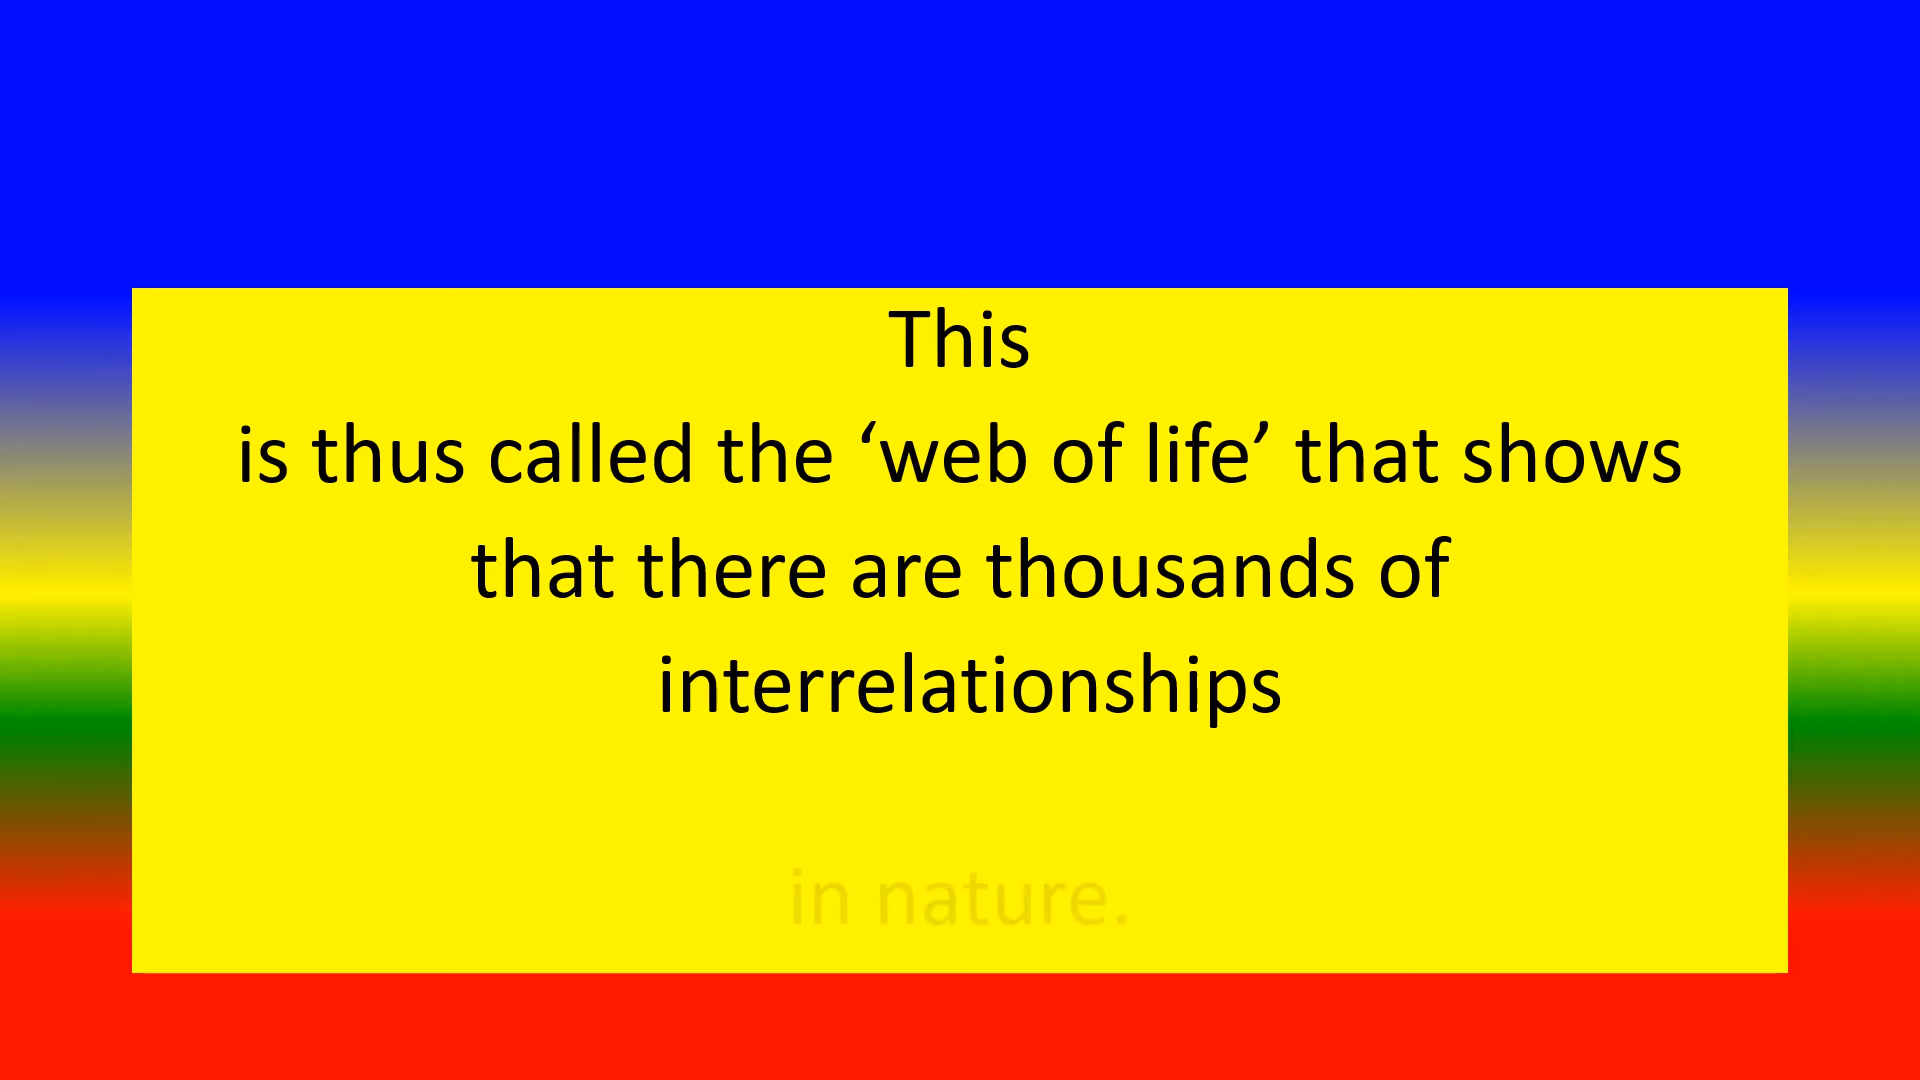 This
is thus called the ‘web of life’ that shows
that there are thousands of
interrelationships
in nature.